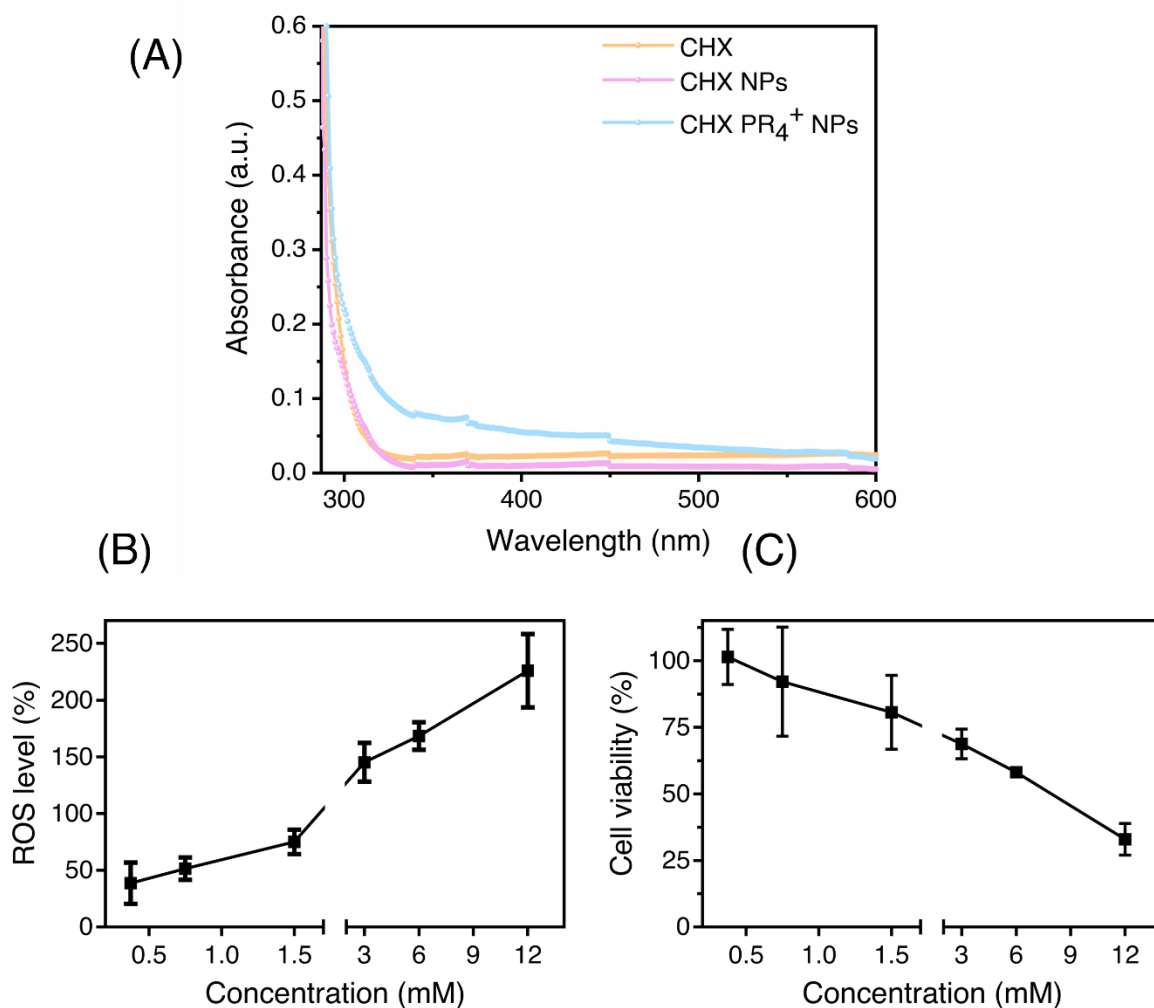 (A)
0.6
0.5
0.4
0.3
0.2
0.1
0.0
Absorbance (a.u.)
CHX
CHX NPs
CHX PR₄⁺ NPs
300 400 500 600
Wavelength (nm)
(B)
250
200
150
100
50
0
ROS level (%)
0.5 1.0 1.5 3 6 9 12
Concentration (mM)
(C)
100
75
50
25
0
Cell viability (%)
0.5 1.0 1.5 3 6 9 12
Concentration (mM)